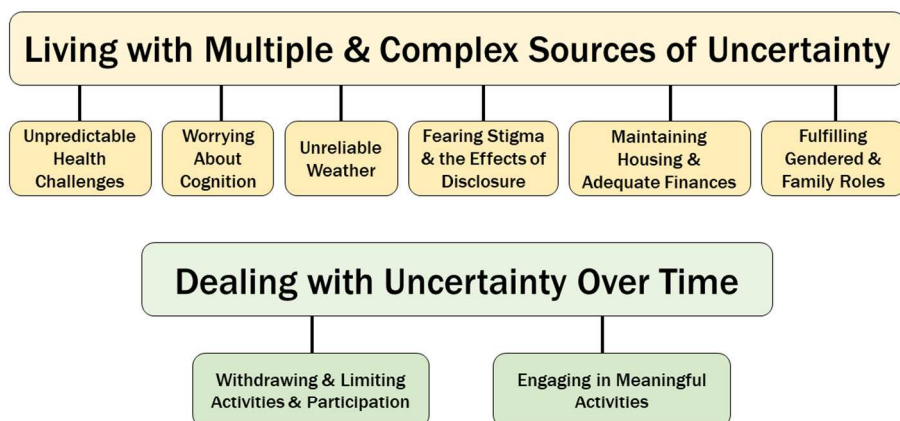 Living with Multiple & Complex Sources of Uncertainty
Unpredictable
Health
Challenges
Worrying
About
Cognition
Unreliable
Weather
Fearing Stigma
& the Effects of
Disclosure
Maintaining
Housing &
Adequate Finances
Fulfilling
Gendered &
Family Roles
Dealing with Uncertainty Over Time
Withdrawing & Limiting
Activities & Participation
Engaging in Meaningful
Activities